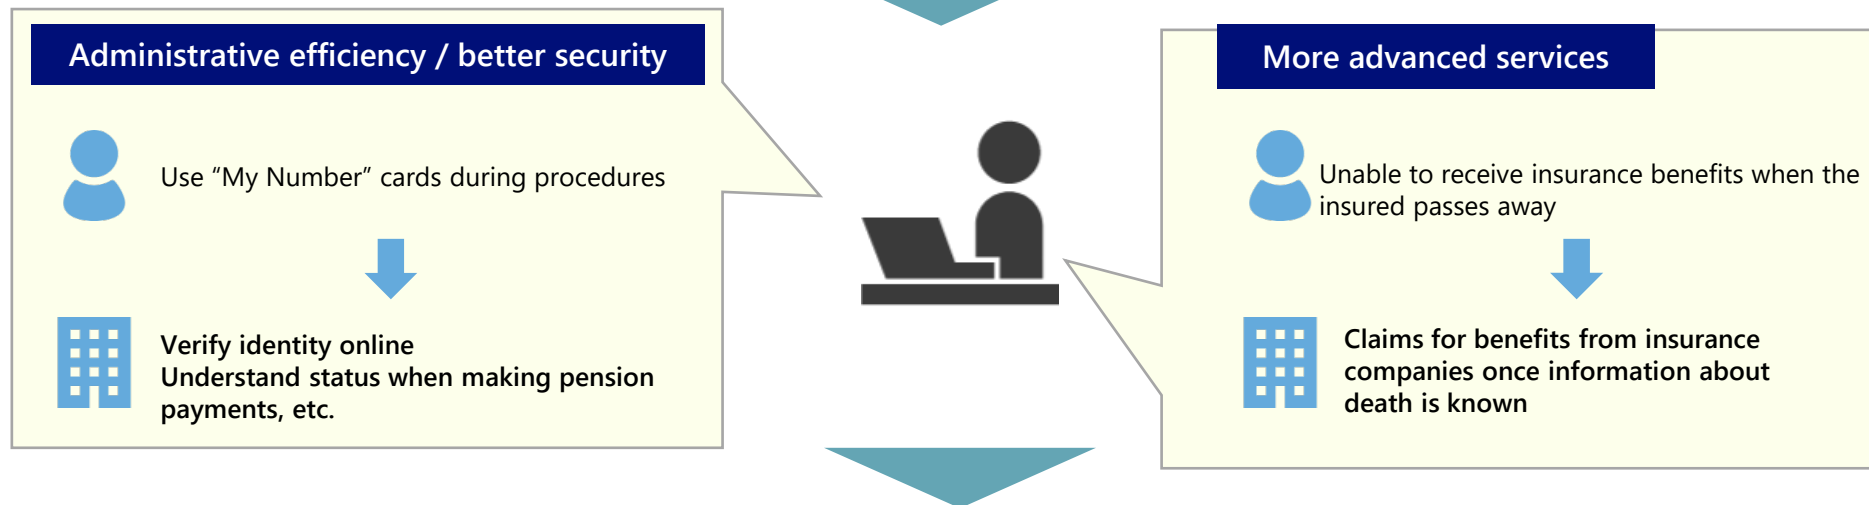 Administrative efficiency / better security
Use “My Number” cards during procedures
Verify identity online
Understand status when making pension
payments, etc.
More advanced services
Unable to receive insurance benefits when the
insured passes away
Claims for benefits from insurance
companies once information about
death is known